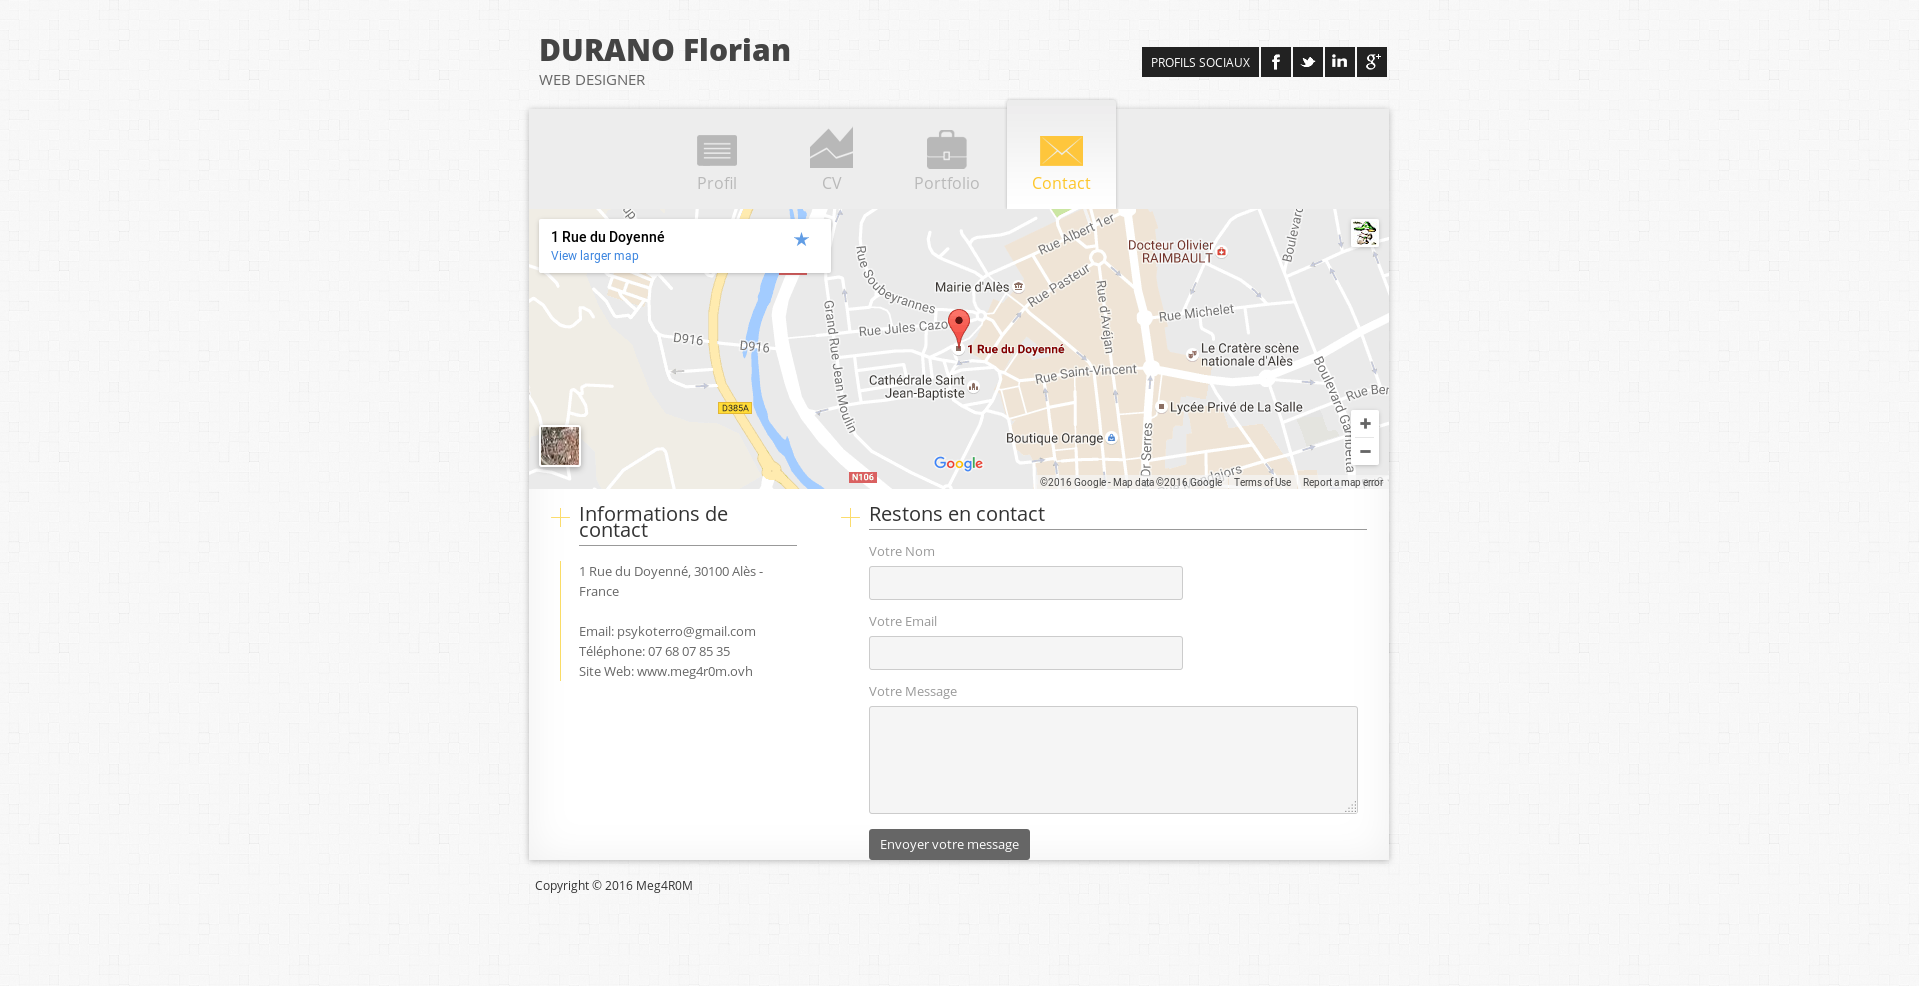 DURANO Florian
WEB DESIGNER
PROFILS SOCIAUX
Profil
CV
Portfolio
Contact
1 Rue du Doyenné
View larger map
Rue Albert 1er
Docteur Olivier
RAIMBAULT
Boulevard
Rue Soubeyrannes
Mairie d'Alès
Rue Pasteur
Rue d'Avéjan
Rue Michelet
Grand Rue Jean Moulin
Rue Jules Cazo
D916
D916
1 Rue du Doyenné
Le Cratère scène
nationale d'Alès
Cathédrale Saint
Jean-Baptiste
Rue Saint-Vincent
Boulevard Gambetta
Rue Ber
D385A
Lycée Privé de La Salle
Boutique Orange
Dr Serres
Google
N106
©2016 Google - Map data ©2016 Google
Terms of Use
Report a map error
Informations de
contact
1 Rue du Doyenné, 30100 Alès -
France
Email: psykoterro@gmail.com
Téléphone: 07 68 07 85 35
Site Web: www.meg4r0m.ovh
Restons en contact
Votre Nom
Votre Email
Votre Message
Envoyer votre message
Copyright © 2016 Meg4R0M